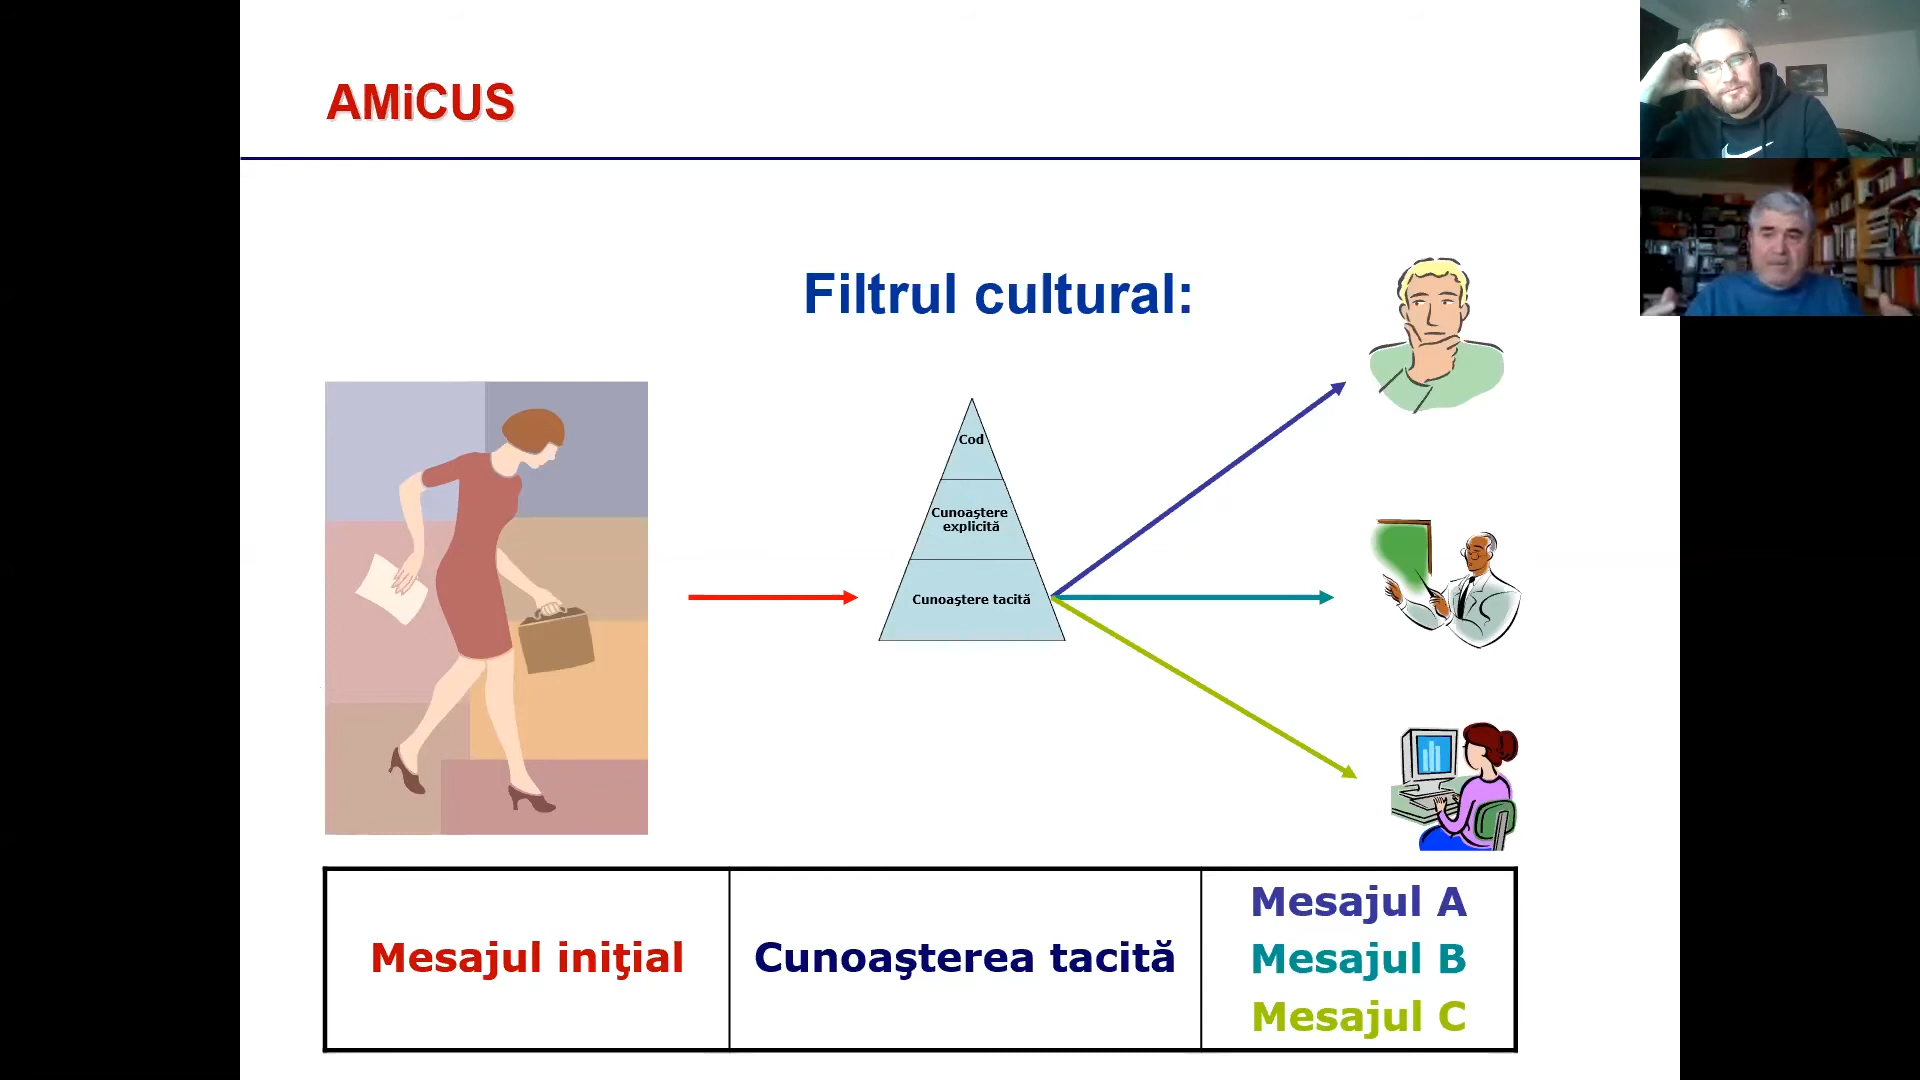 AMiCUS
Filtrul cultural:
Cod
Cunoaştere
explicită
Cunoaştere tacită
Mesajul iniţial
Cunoaşterea tacită
Mesajul A
Mesajul B
Mesajul C